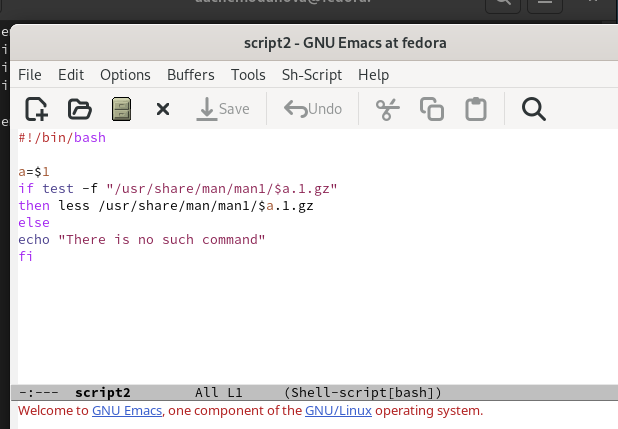 script2 - GNU Emacs at fedora
File Edit Options Buffers Tools Sh-Script Help
Save Undo
#!/bin/bash
a=$1
if test -f "/usr/share/man/man1/$a.1.gz"
then less /usr/share/man/man1/$a.1.gz
else
echo "There is no such command"
fi
-:--- script2 All L1 (Shell-script[bash])
Welcome to GNU Emacs, one component of the GNU/Linux operating system.